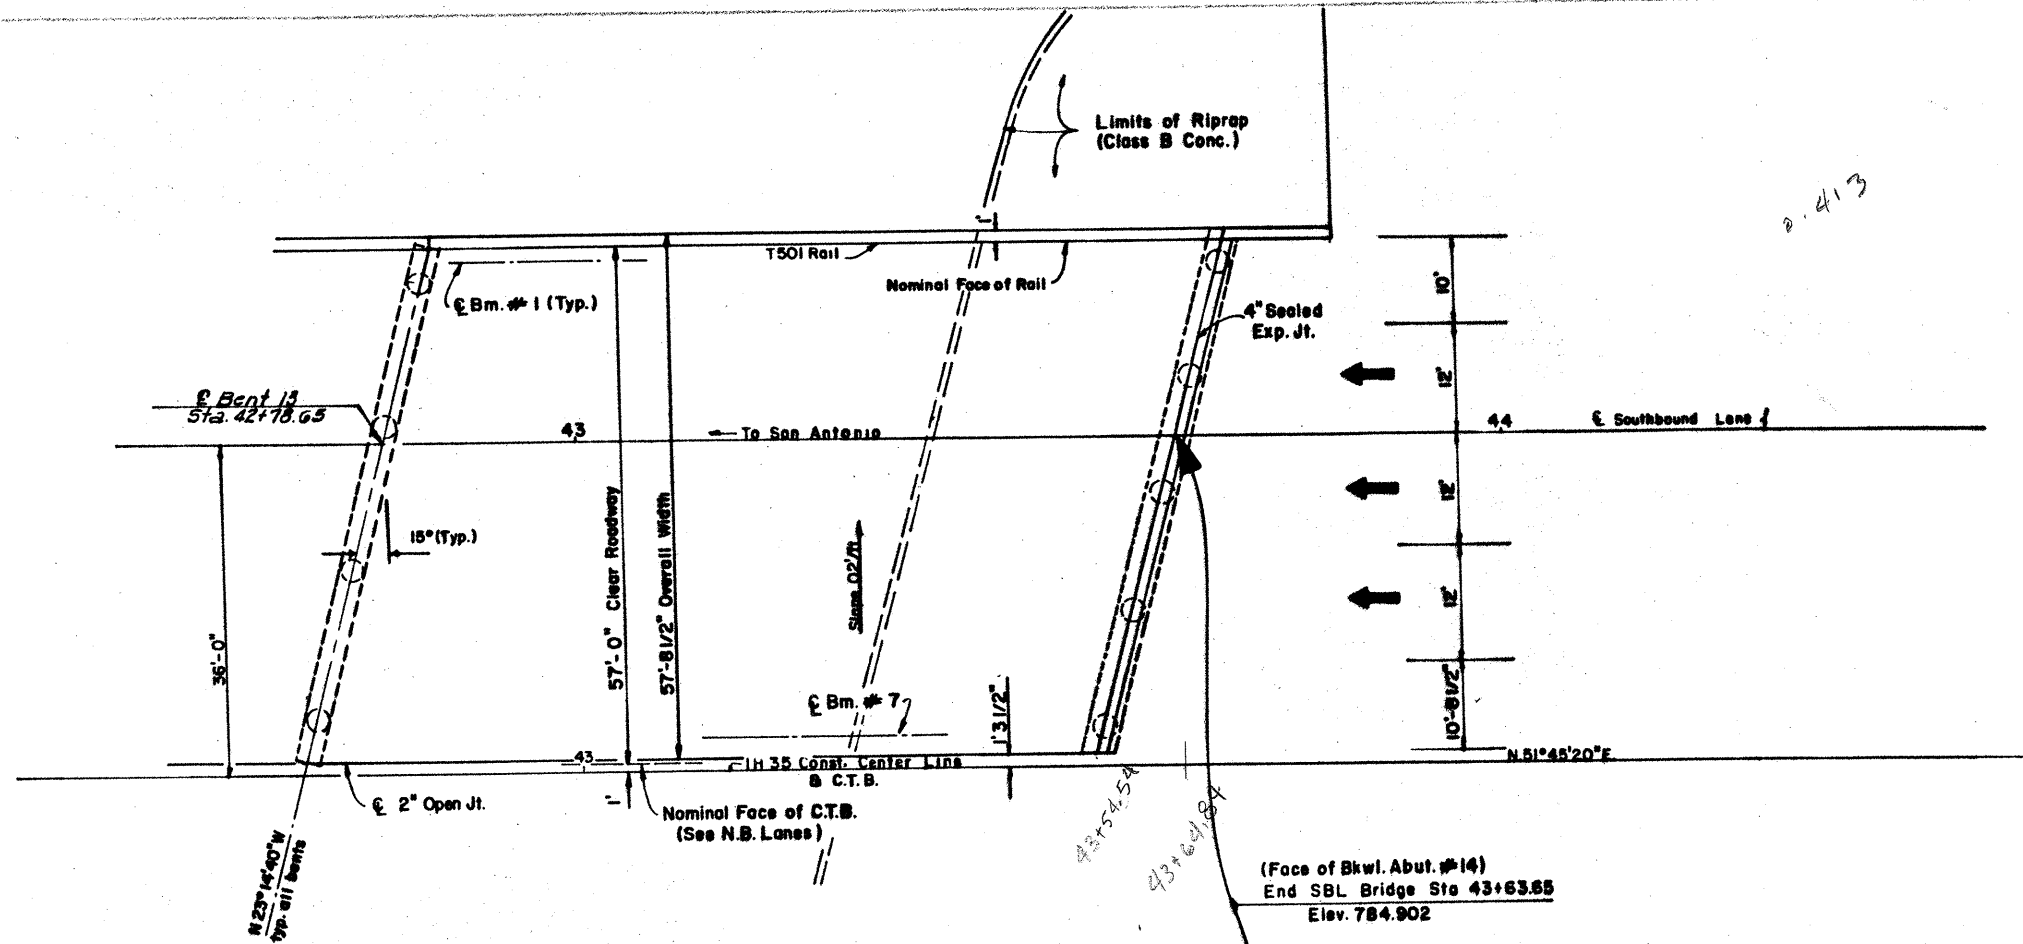 Limits of Riprap
(Class B Conc.)
0.413
1'
T501 Rail
Nominal Face of Rail
℄ Bm. # 1 (Typ.)
4" Sealed
Exp. Jt.
10'
12'
℄ Bent 13
Sta. 42+78.65
43
To San Antonio
44
℄ Southbound Lane
12'
12'
10'-8 1/2"
15° (Typ.)
36'-0"
57'-0" Clear Roadway
57'-8 1/2" Overall Width
Slope .02'/ft
℄ Bm. # 7
1'3 1/2"
43
IH 35 Const. Center Line
& C.T.B.
N 51°45'20" E.
℄ 2" Open Jt.
1'
Nominal Face of C.T.B.
(See N.B. Lanes)
43+54.54
43+64.84
N 23°14'40" W
typ. all bents
(Face of Bkwl. Abut. #14)
End SBL Bridge Sta 43+63.65
Elev. 784.902